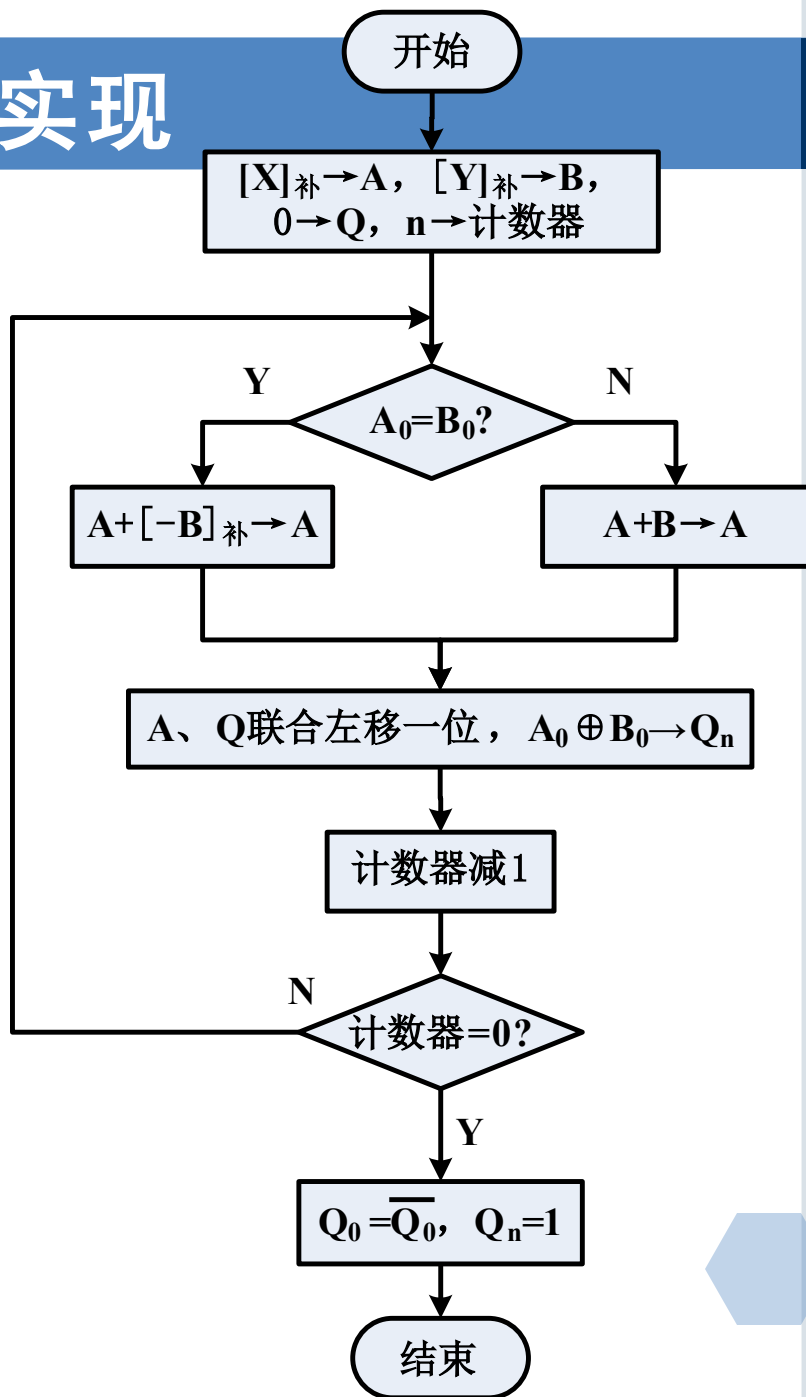 实现
开始
[X]补→A，[Y]补→B，
0→Q，n→计数器
Y
N
A₀=B₀?
A+[−B]补→A
A+B→A
A、Q联合左移一位，A₀⊕B₀→Qₙ
计数器减1
N
计数器=0?
Y
Q₀=Q̅₀，Qₙ=1
结束